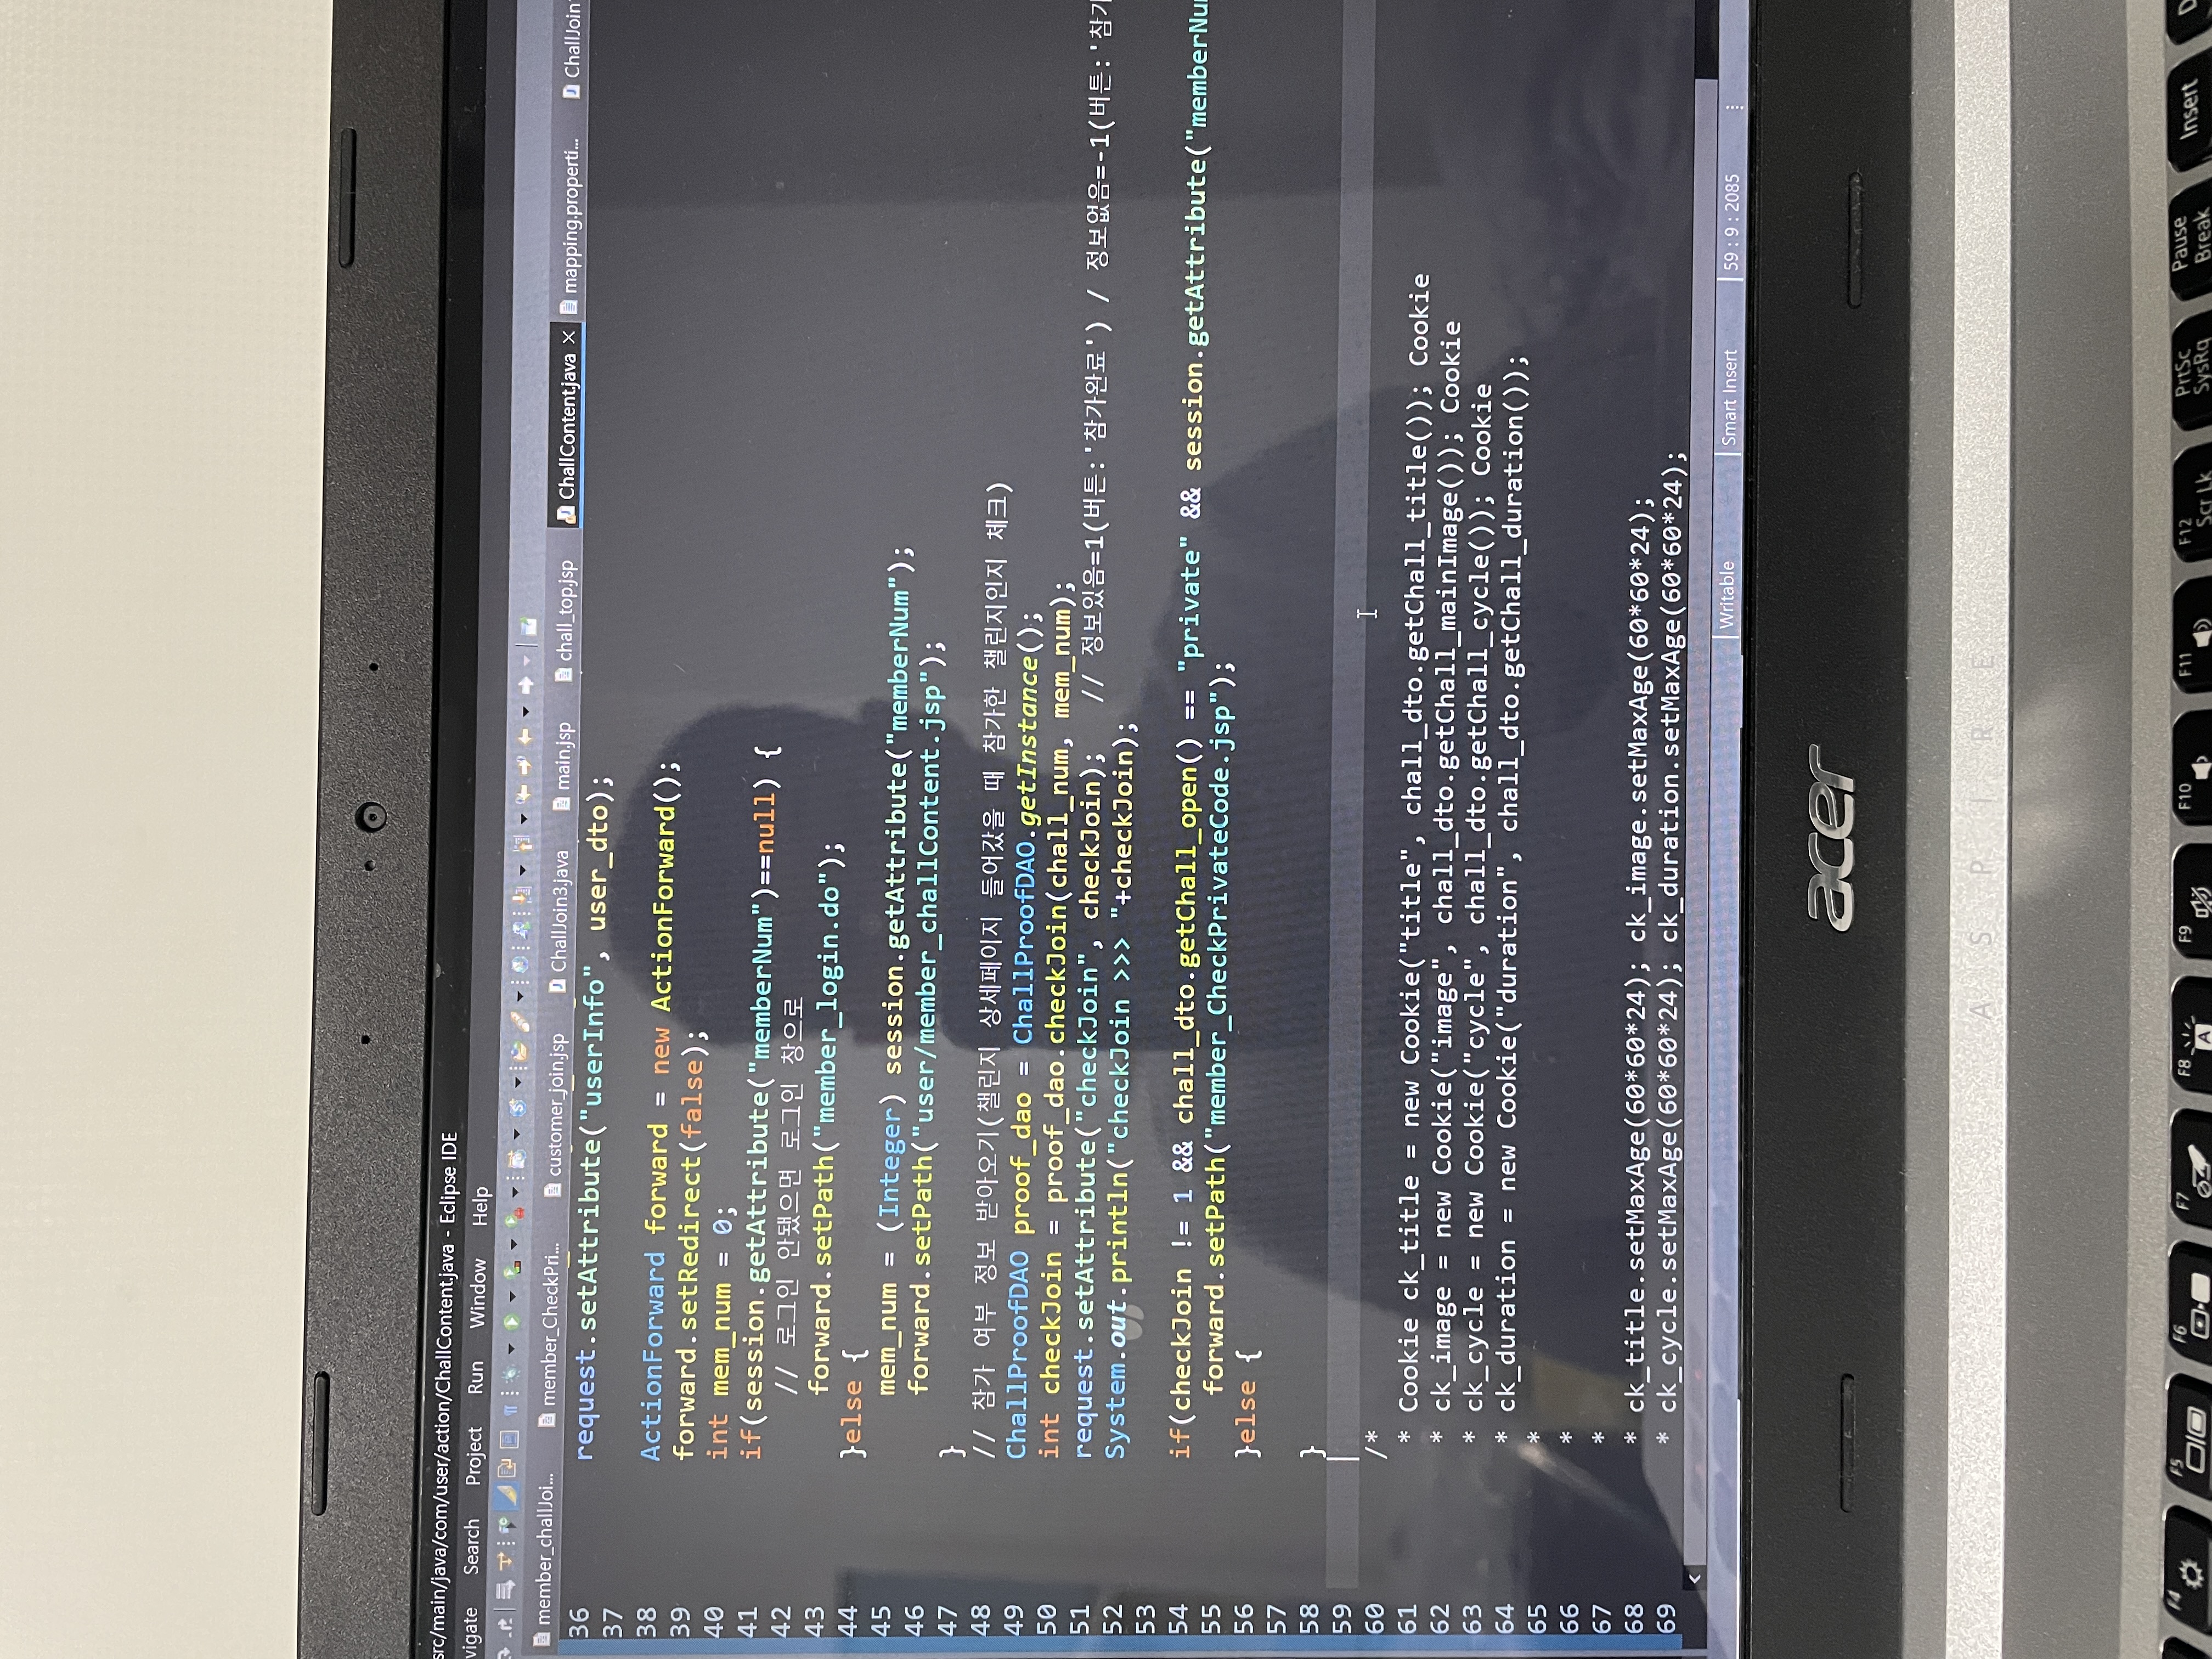 src/main/java/com/user/action/ChallContent.java - Eclipse IDE
vigate Search Project Run Window Help
member_challJoi... member_CheckPri... customer_join.jsp ChallJoin3.java main.jsp chall_top.jsp ChallContent.java mapping.properti... ChallJoin
36 request.setAttribute("userInfo", user_dto);
37
38 ActionForward forward = new ActionForward();
39 forward.setRedirect(false);
40 int mem_num = 0;
41 if(session.getAttribute("memberNum")==null) {
42 // 로그인 안됐으면 로그인 창으로
43 forward.setPath("member_login.do");
44 }else {
45 mem_num = (Integer) session.getAttribute("memberNum");
46 forward.setPath("user/member_challContent.jsp");
47 }
48 // 참가 여부 정보 받아오기(챌린지 상세페이지 들어갔을 때 참가한 챌린지인지 체크)
49 ChallProofDAO proof_dao = ChallProofDAO.getInstance();
50 int checkJoin = proof_dao.checkJoin(chall_num, mem_num);
51 request.setAttribute("checkJoin", checkJoin); // 정보있음=1(버튼:'참가완료') / 정보없음=-1(버튼:'참가
52 System.out.println("checkJoin >>> "+checkJoin);
53
54 if(checkJoin != 1 && chall_dto.getChall_open() == "private" && session.getAttribute("memberNu
55 forward.setPath("member_CheckPrivateCode.jsp");
56 }else {
57
58 }
59
60 /*
61 * Cookie ck_title = new Cookie("title", chall_dto.getChall_title()); Cookie
62 * ck_image = new Cookie("image", chall_dto.getChall_mainImage()); Cookie
63 * ck_cycle = new Cookie("cycle", chall_dto.getChall_cycle()); Cookie
64 * ck_duration = new Cookie("duration", chall_dto.getChall_duration());
65 *
66 *
67 *
68 * ck_title.setMaxAge(60*60*24); ck_image.setMaxAge(60*60*24);
69 * ck_cycle.setMaxAge(60*60*24); ck_duration.setMaxAge(60*60*24);
Writable Smart Insert 59 : 9 : 2085
acer
ASPIRE
F4 F5 F6 F7 F8 F9 F10 F11 F12 PrtSc Pause Insert
A Scr Lk SysRq Break